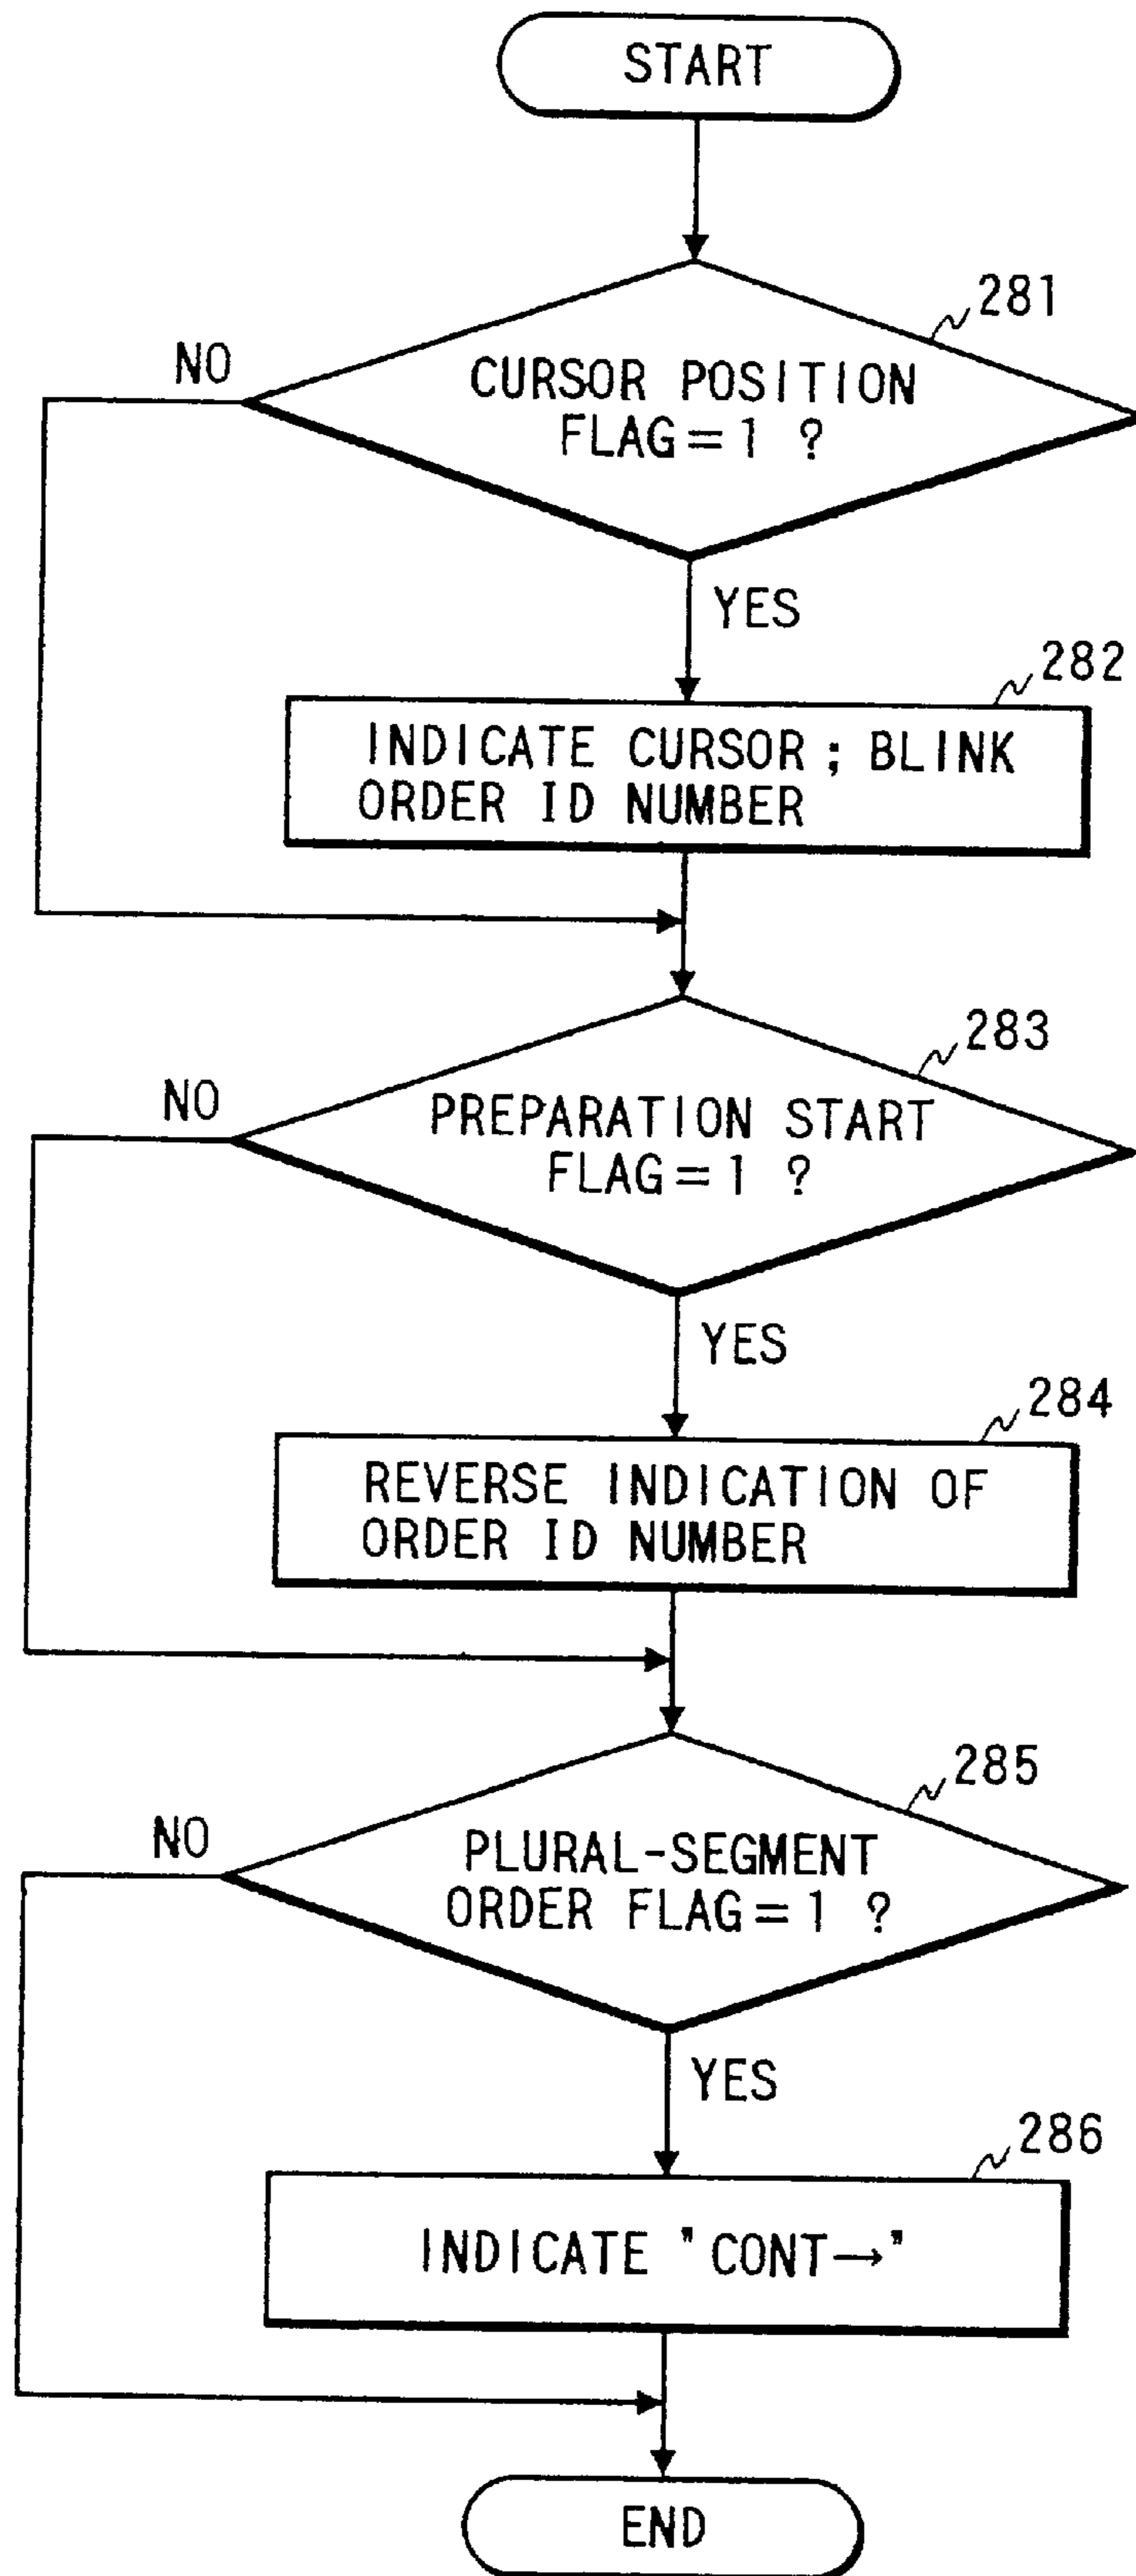 START
281
NO
CURSOR POSITION
FLAG=1 ?
YES
282
INDICATE CURSOR ; BLINK
ORDER ID NUMBER
283
NO
PREPARATION START
FLAG=1 ?
YES
284
REVERSE INDICATION OF
ORDER ID NUMBER
285
NO
PLURAL-SEGMENT
ORDER FLAG=1 ?
YES
286
INDICATE "CONT→"
END